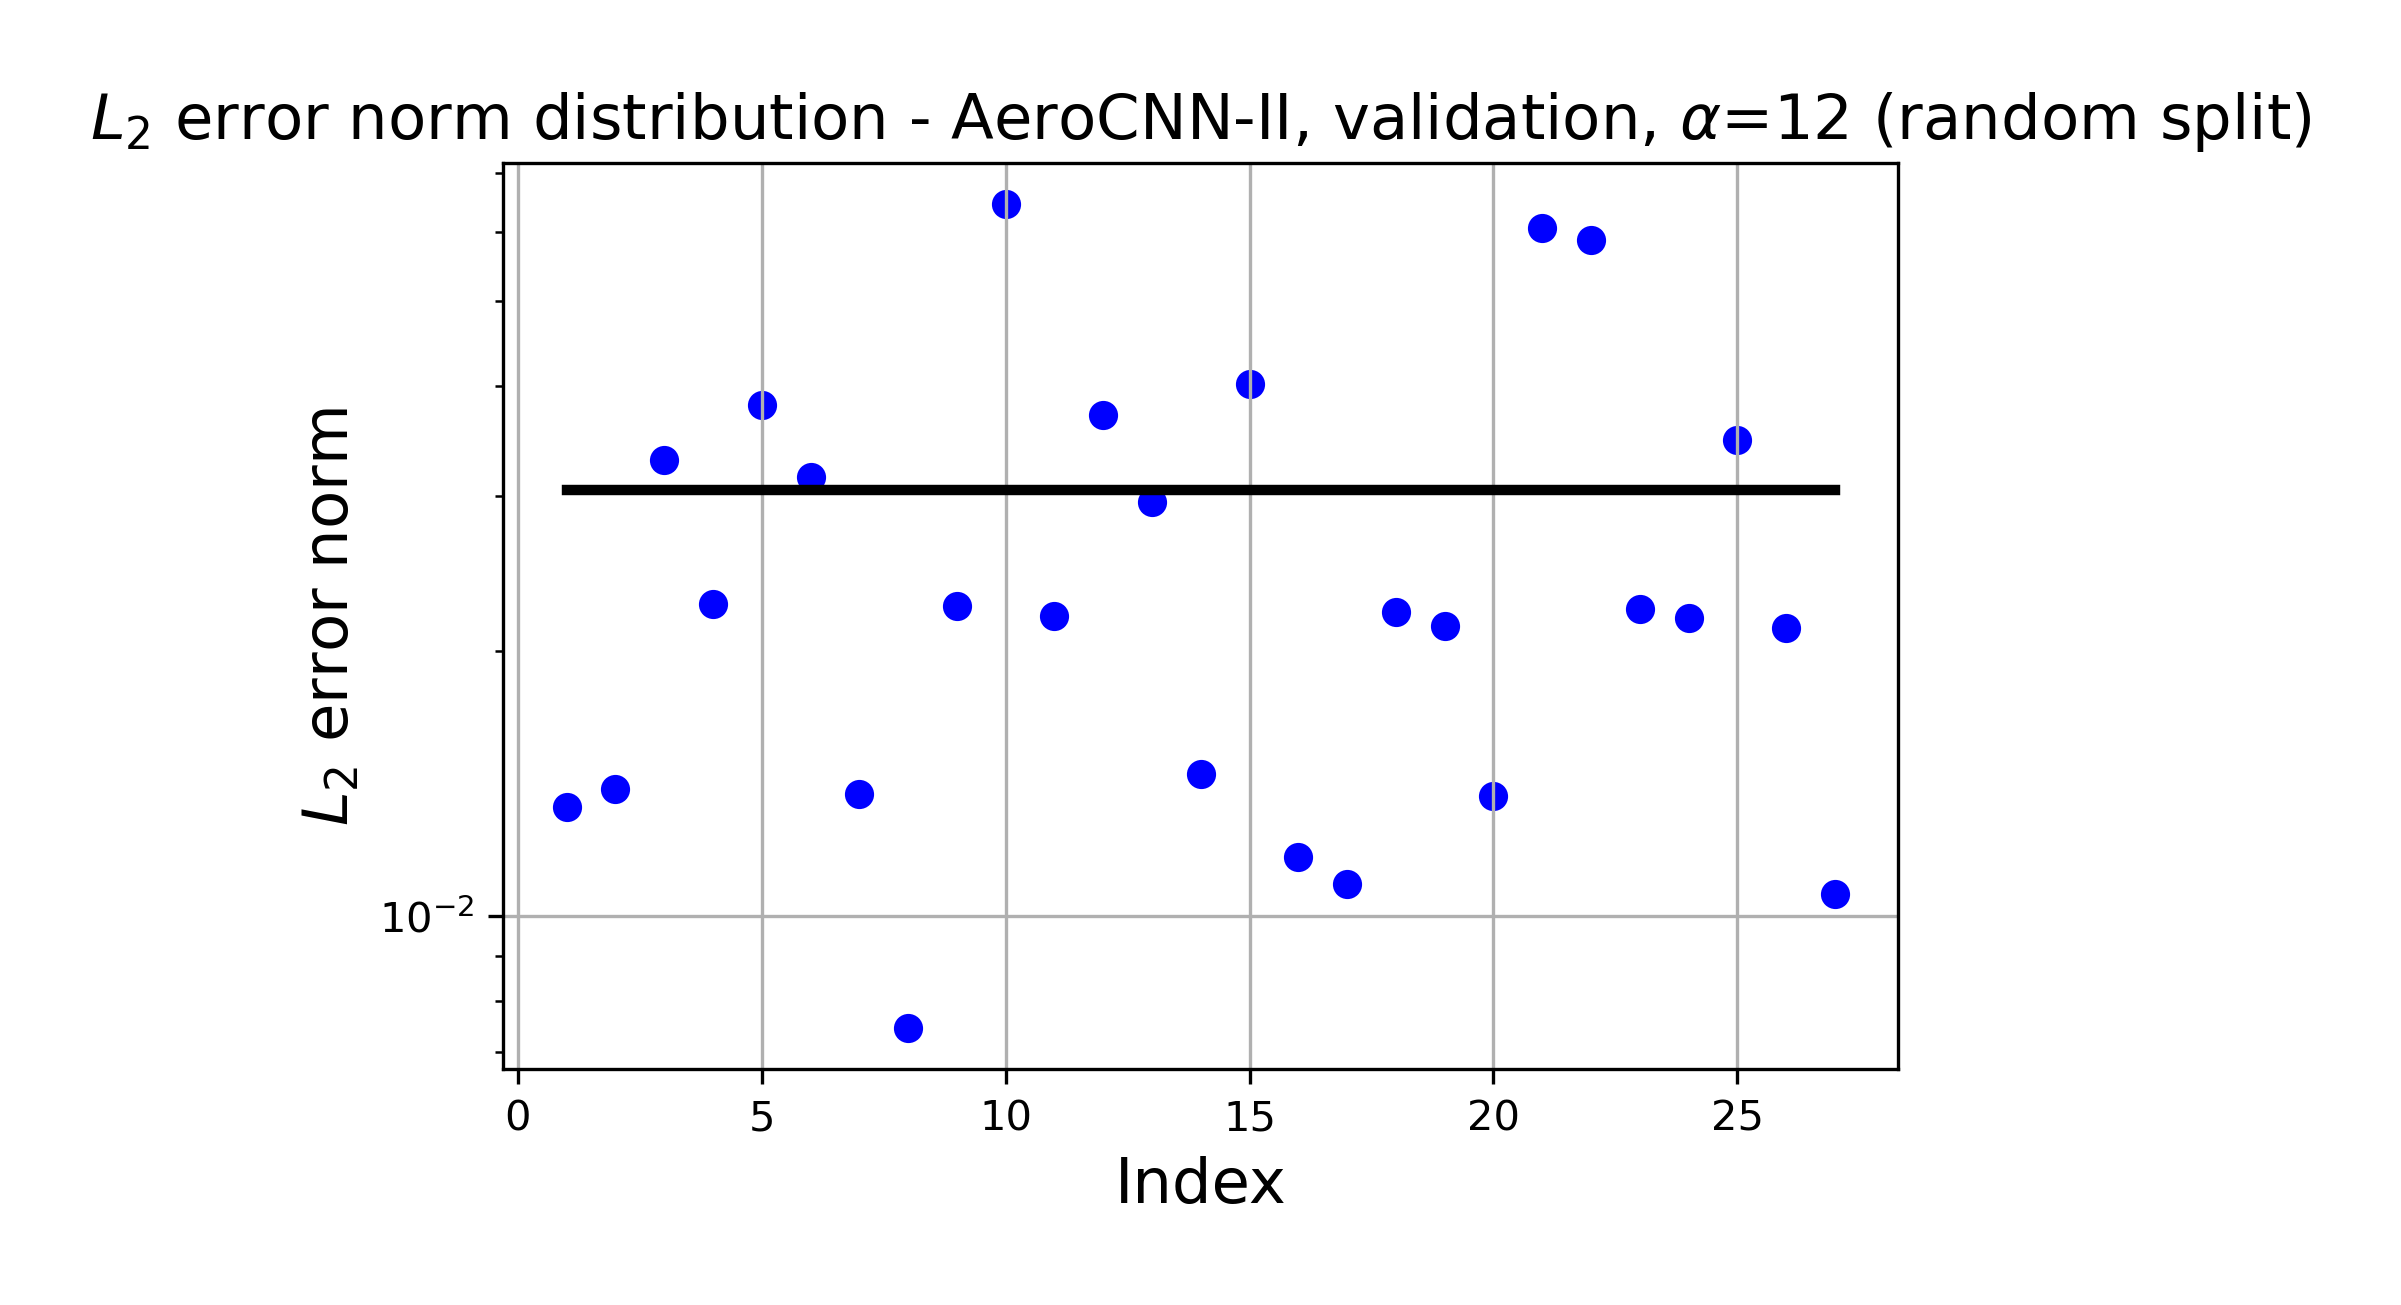 L₂ error norm distribution - AeroCNN-II, validation, α=12 (random split)
L₂ error norm
10⁻²
0 5 10 15 20 25
Index